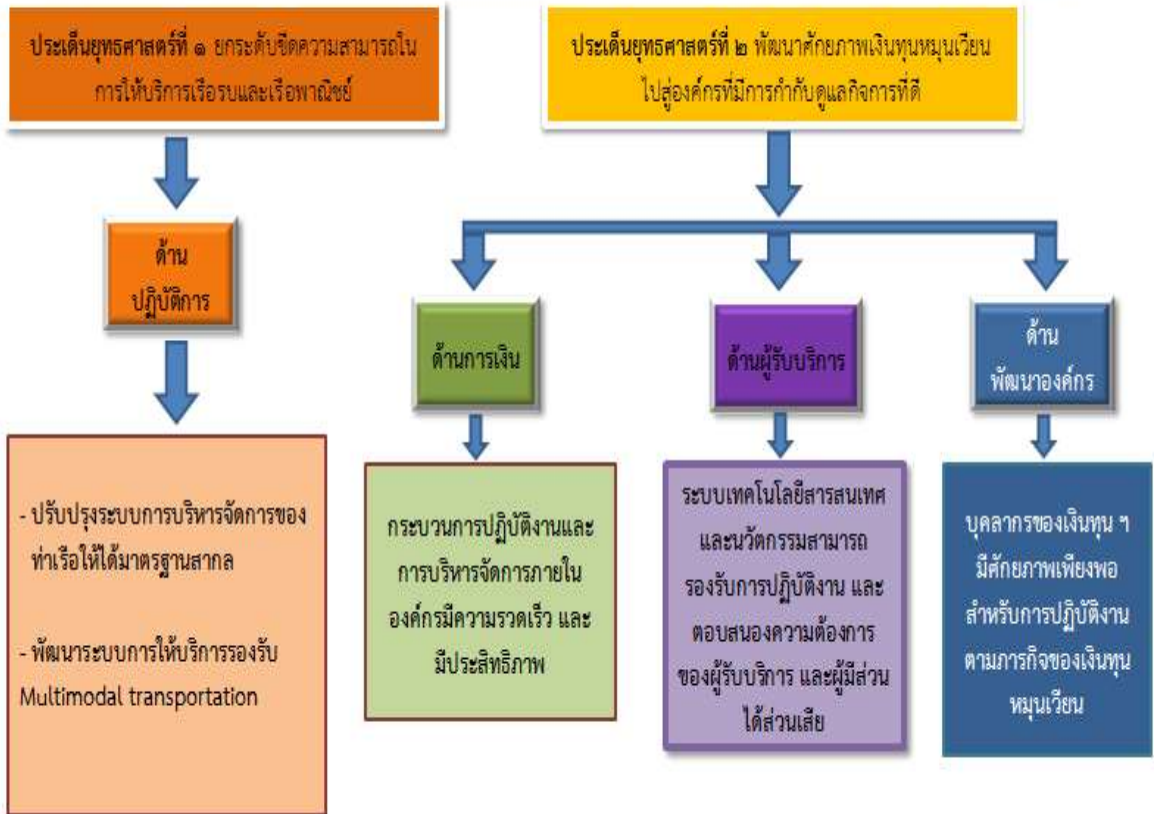 ประเด็นยุทธศาสตร์ที่ ๑ ยกระดับขีดความสามารถใน
การให้บริการเรือรบและเรือพาณิชย์
ประเด็นยุทธศาสตร์ที่ ๒ พัฒนาศักยภาพเงินทุนหมุนเวียน
ไปสู่องค์กรที่มีการกำกับดูแลกิจการที่ดี
ด้าน
ปฏิบัติการ
ด้านการเงิน
ด้านผู้รับบริการ
ด้าน
พัฒนาองค์กร
- ปรับปรุงระบบการบริหารจัดการของ
ท่าเรือให้ได้มาตรฐานสากล
- พัฒนาระบบการให้บริการรองรับ
Multimodal transportation
กระบวนการปฏิบัติงานและ
การบริหารจัดการภายใน
องค์กรมีความรวดเร็ว และ
มีประสิทธิภาพ
ระบบเทคโนโลยีสารสนเทศ
และนวัตกรรมสามารถ
รองรับการปฏิบัติงาน และ
ตอบสนองความต้องการ
ของผู้รับบริการ และผู้มีส่วน
ได้ส่วนเสีย
บุคลากรของเงินทุน ฯ
มีศักยภาพเพียงพอ
สำหรับการปฏิบัติงาน
ตามภารกิจของเงินทุน
หมุนเวียน